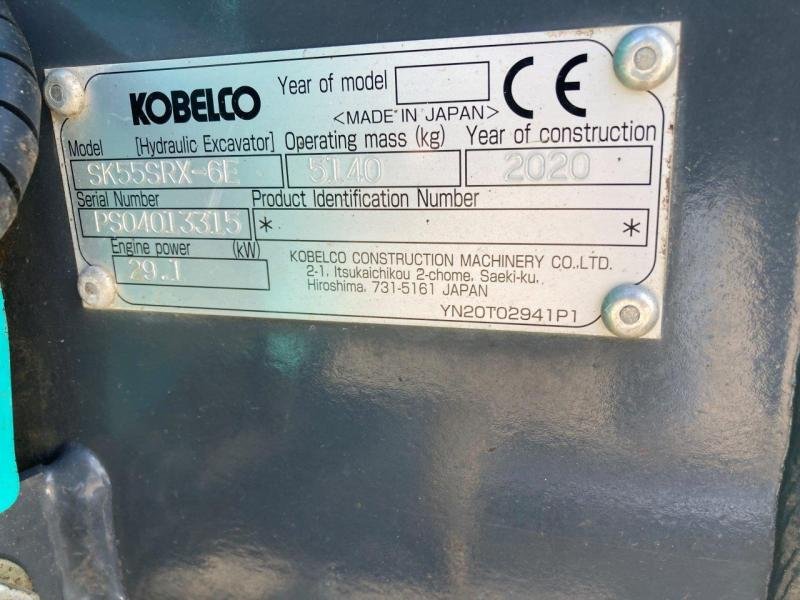 KOBELCO
Year of model
<MADE IN JAPAN>
CE
Model [Hydraulic Excavator] Operating mass (kg) Year of construction
SK55SRX-6E 5140 2020
Serial Number Product Identification Number
PS04013315 * *
Engine power (kW)
29.1
KOBELCO CONSTRUCTION MACHINERY CO.,LTD.
2-1, Itsukaichikou 2-chome, Saeki-ku,
Hiroshima, 731-5161 JAPAN
YN20T02941P1